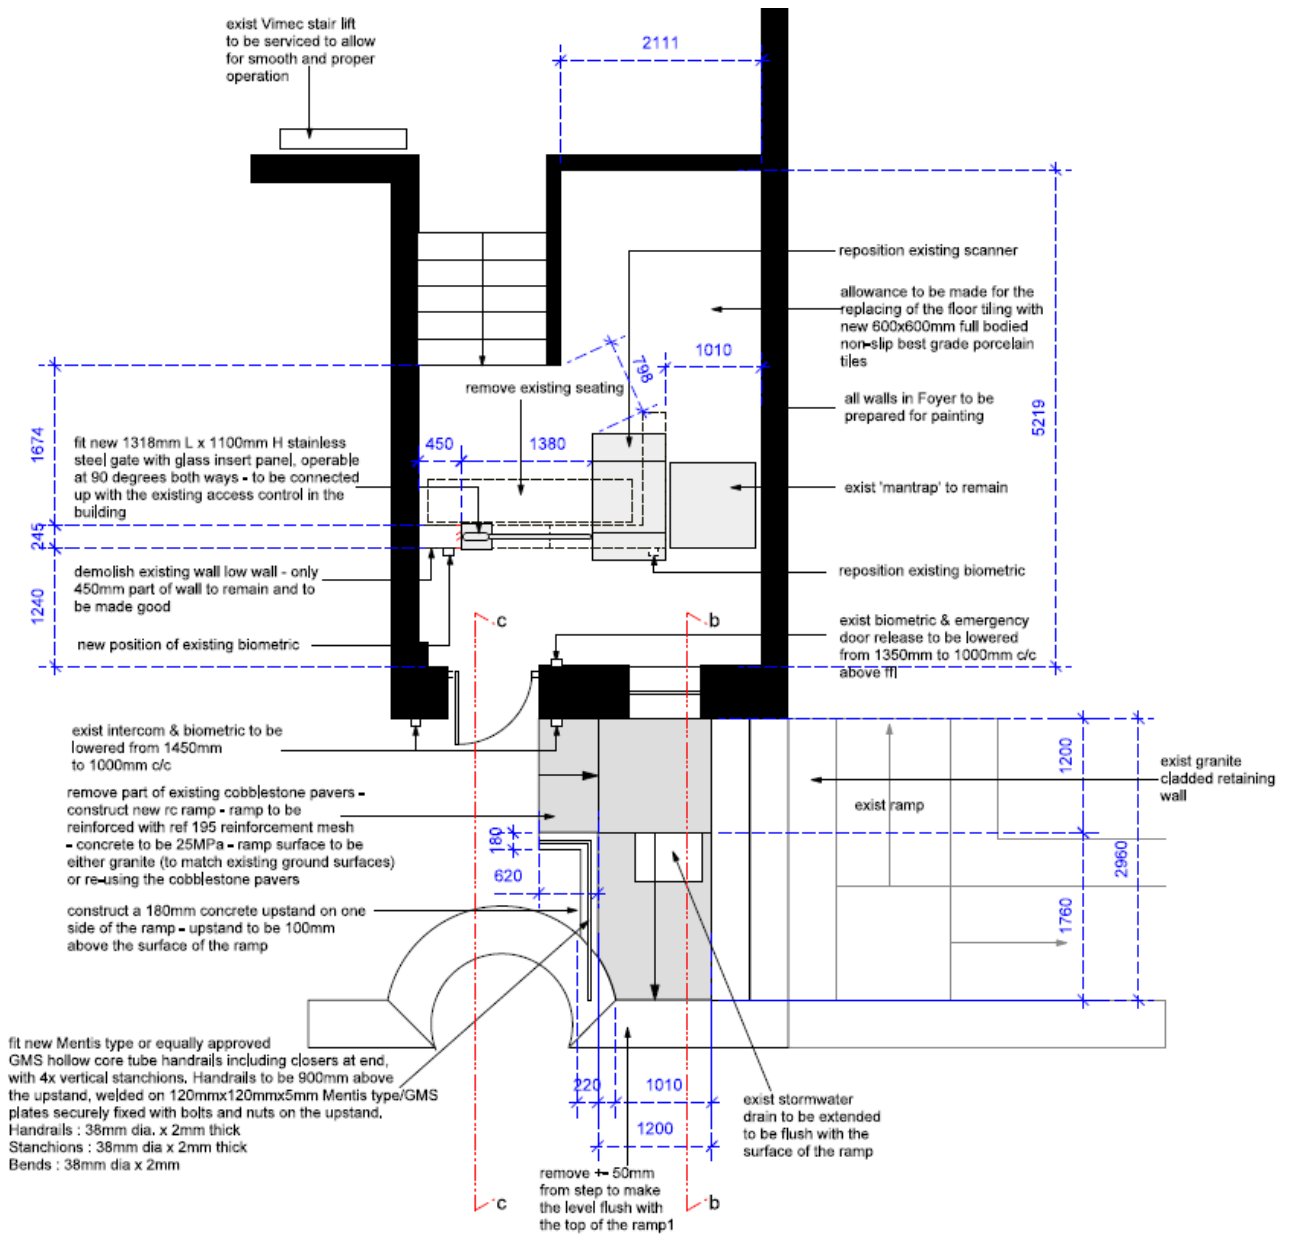 exist Vimec stair lift
to be serviced to allow
for smooth and proper
operation
2111
reposition existing scanner
allowance to be made for the
replacing of the floor tiling with
new 600x600mm full bodied
non-slip best grade porcelain
tiles
1010
798
remove existing seating
all walls in Foyer to be
prepared for painting
5219
1674
fit new 1318mm L x 1100mm H stainless
steel gate with glass insert panel, operable
at 90 degrees both ways - to be connected
up with the existing access control in the
building
450
1380
exist 'mantrap' to remain
245
demolish existing wall low wall - only
450mm part of wall to remain and to
be made good
reposition existing biometric
1240
new position of existing biometric
c
b
exist biometric & emergency
door release to be lowered
from 1350mm to 1000mm c/c
above ffl
exist intercom & biometric to be
lowered from 1450mm
to 1000mm c/c
1200
exist granite
cladded retaining
wall
exist ramp
remove part of existing cobblestone pavers -
construct new rc ramp - ramp to be
reinforced with ref 195 reinforcement mesh
- concrete to be 25MPa - ramp surface to be
either granite (to match existing ground surfaces)
or re-using the cobblestone pavers
180
620
2960
1760
construct a 180mm concrete upstand on one
side of the ramp - upstand to be 100mm
above the surface of the ramp
fit new Mentis type or equally approved
GMS hollow core tube handrails including closers at end,
with 4x vertical stanchions. Handrails to be 900mm above
the upstand, welded on 120mmx120mmx5mm Mentis type/GMS
plates securely fixed with bolts and nuts on the upstand.
Handrails : 38mm dia. x 2mm thick
Stanchions : 38mm dia x 2mm thick
Bends : 38mm dia x 2mm
220
1010
1200
exist stormwater
drain to be extended
to be flush with the
surface of the ramp
remove +- 50mm
from step to make
the level flush with
the top of the ramp1
c
b